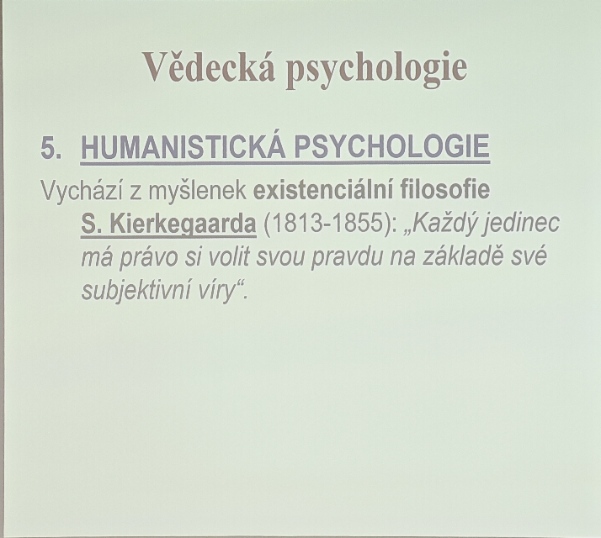 Vědecká psychologie
5. HUMANISTICKÁ PSYCHOLOGIE
Vychází z myšlenek existenciální filosofie
S. Kierkegaarda (1813-1855): „Každý jedinec
má právo si volit svou pravdu na základě své
subjektivní víry“.